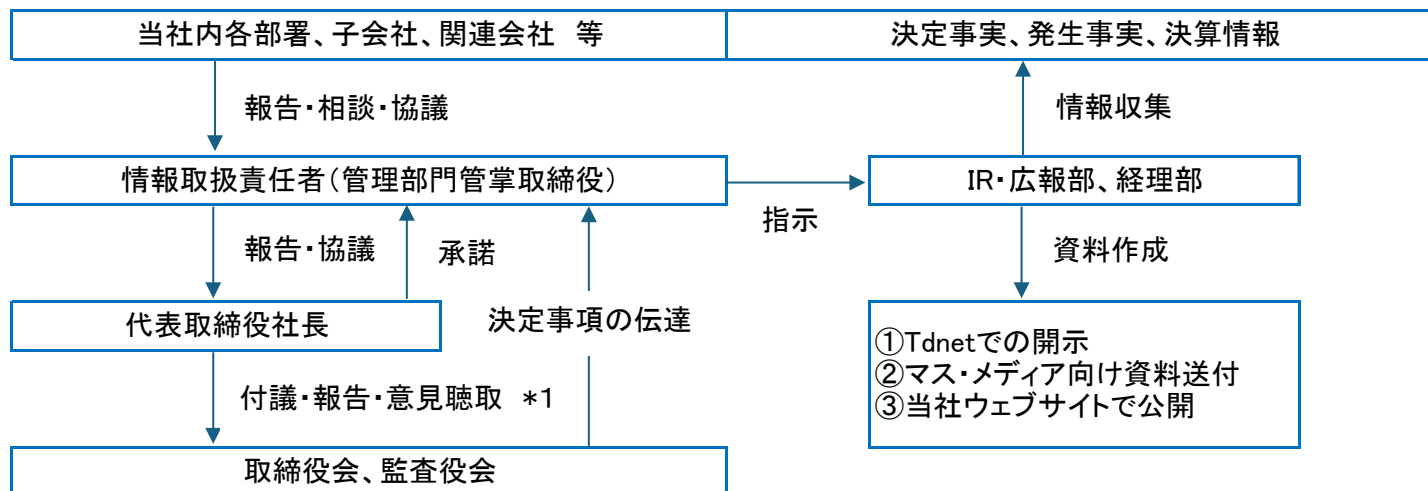 当社内各部署、子会社、関連会社　等
決定事実、発生事実、決算情報
報告・相談・協議
情報収集
情報取扱責任者（管理部門管掌取締役）
IR・広報部、経理部
指示
報告・協議
承諾
資料作成
代表取締役社長
決定事項の伝達
①Tdnetでの開示
②マス・メディア向け資料送付
③当社ウェブサイトで公開
付議・報告・意見聴取　*1
取締役会、監査役会